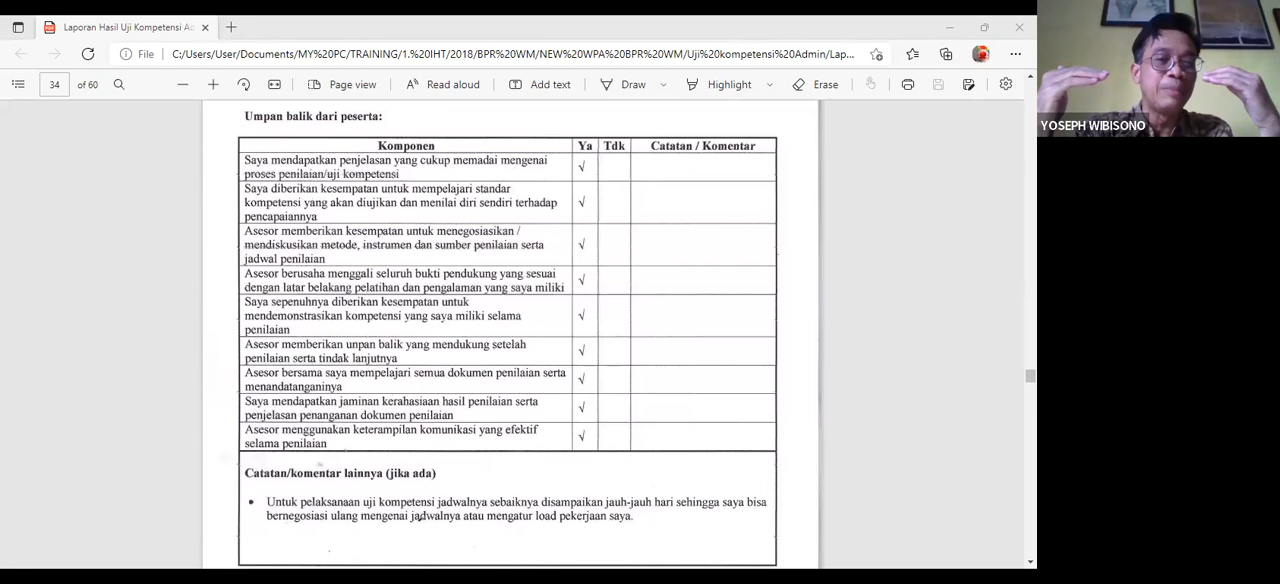 Laporan Hasil Uji Kompetensi Ad
File
C:/Users/User/Documents/MY%20PC/TRAINING/1.%20IHT/2018/BPR%20WM/NEW%20WPA%20BPR%20WM/Uji%20kompetensi%20Admin/Lap...
34 of 60
Page view
Read aloud
Add text
Draw
Highlight
Erase
YOSEPH WIBISONO
Umpan balik dari peserta:
Komponen Ya Tdk Catatan / Komentar
Saya mendapatkan penjelasan yang cukup memadai mengenai
proses penilaian/uji kompetensi √
Saya diberikan kesempatan untuk mempelajari standar
kompetensi yang akan diujikan dan menilai diri sendiri terhadap √
pencapaiannya
Asesor memberikan kesempatan untuk menegosiasikan /
mendiskusikan metode, instrumen dan sumber penilaian serta √
jadwal penilaian
Asesor berusaha menggali seluruh bukti pendukung yang sesuai
dengan latar belakang pelatihan dan pengalaman yang saya miliki √
Saya sepenuhnya diberikan kesempatan untuk
mendemonstrasikan kompetensi yang saya miliki selama √
penilaian
Asesor memberikan unpan balik yang mendukung setelah
penilaian serta tindak lanjutnya √
Asesor bersama saya mempelajari semua dokumen penilaian serta
menandatanganinya √
Saya mendapatkan jaminan kerahasiaan hasil penilaian serta
penjelasan penanganan dokumen penilaian √
Asesor menggunakan keterampilan komunikasi yang efektif
selama penilaian √
Catatan/komentar lainnya (jika ada)
• Untuk pelaksanaan uji kompetensi jadwalnya sebaiknya disampaikan jauh-jauh hari sehingga saya bisa
bernegosiasi ulang mengenai jadwalnya atau mengatur load pekerjaan saya.